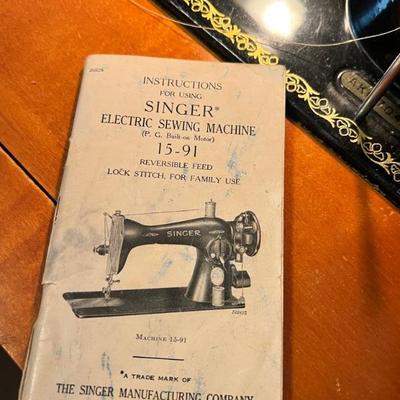 INSTRUCTIONS
FOR USING
SINGER*
ELECTRIC SEWING MACHINE
(P. G. Built-on Motor)
15-91
REVERSIBLE FEED
LOCK STITCH, FOR FAMILY USE
SINGER
MACHINE 15-91
*A TRADE MARK OF
THE SINGER MANUFACTURING COMPANY